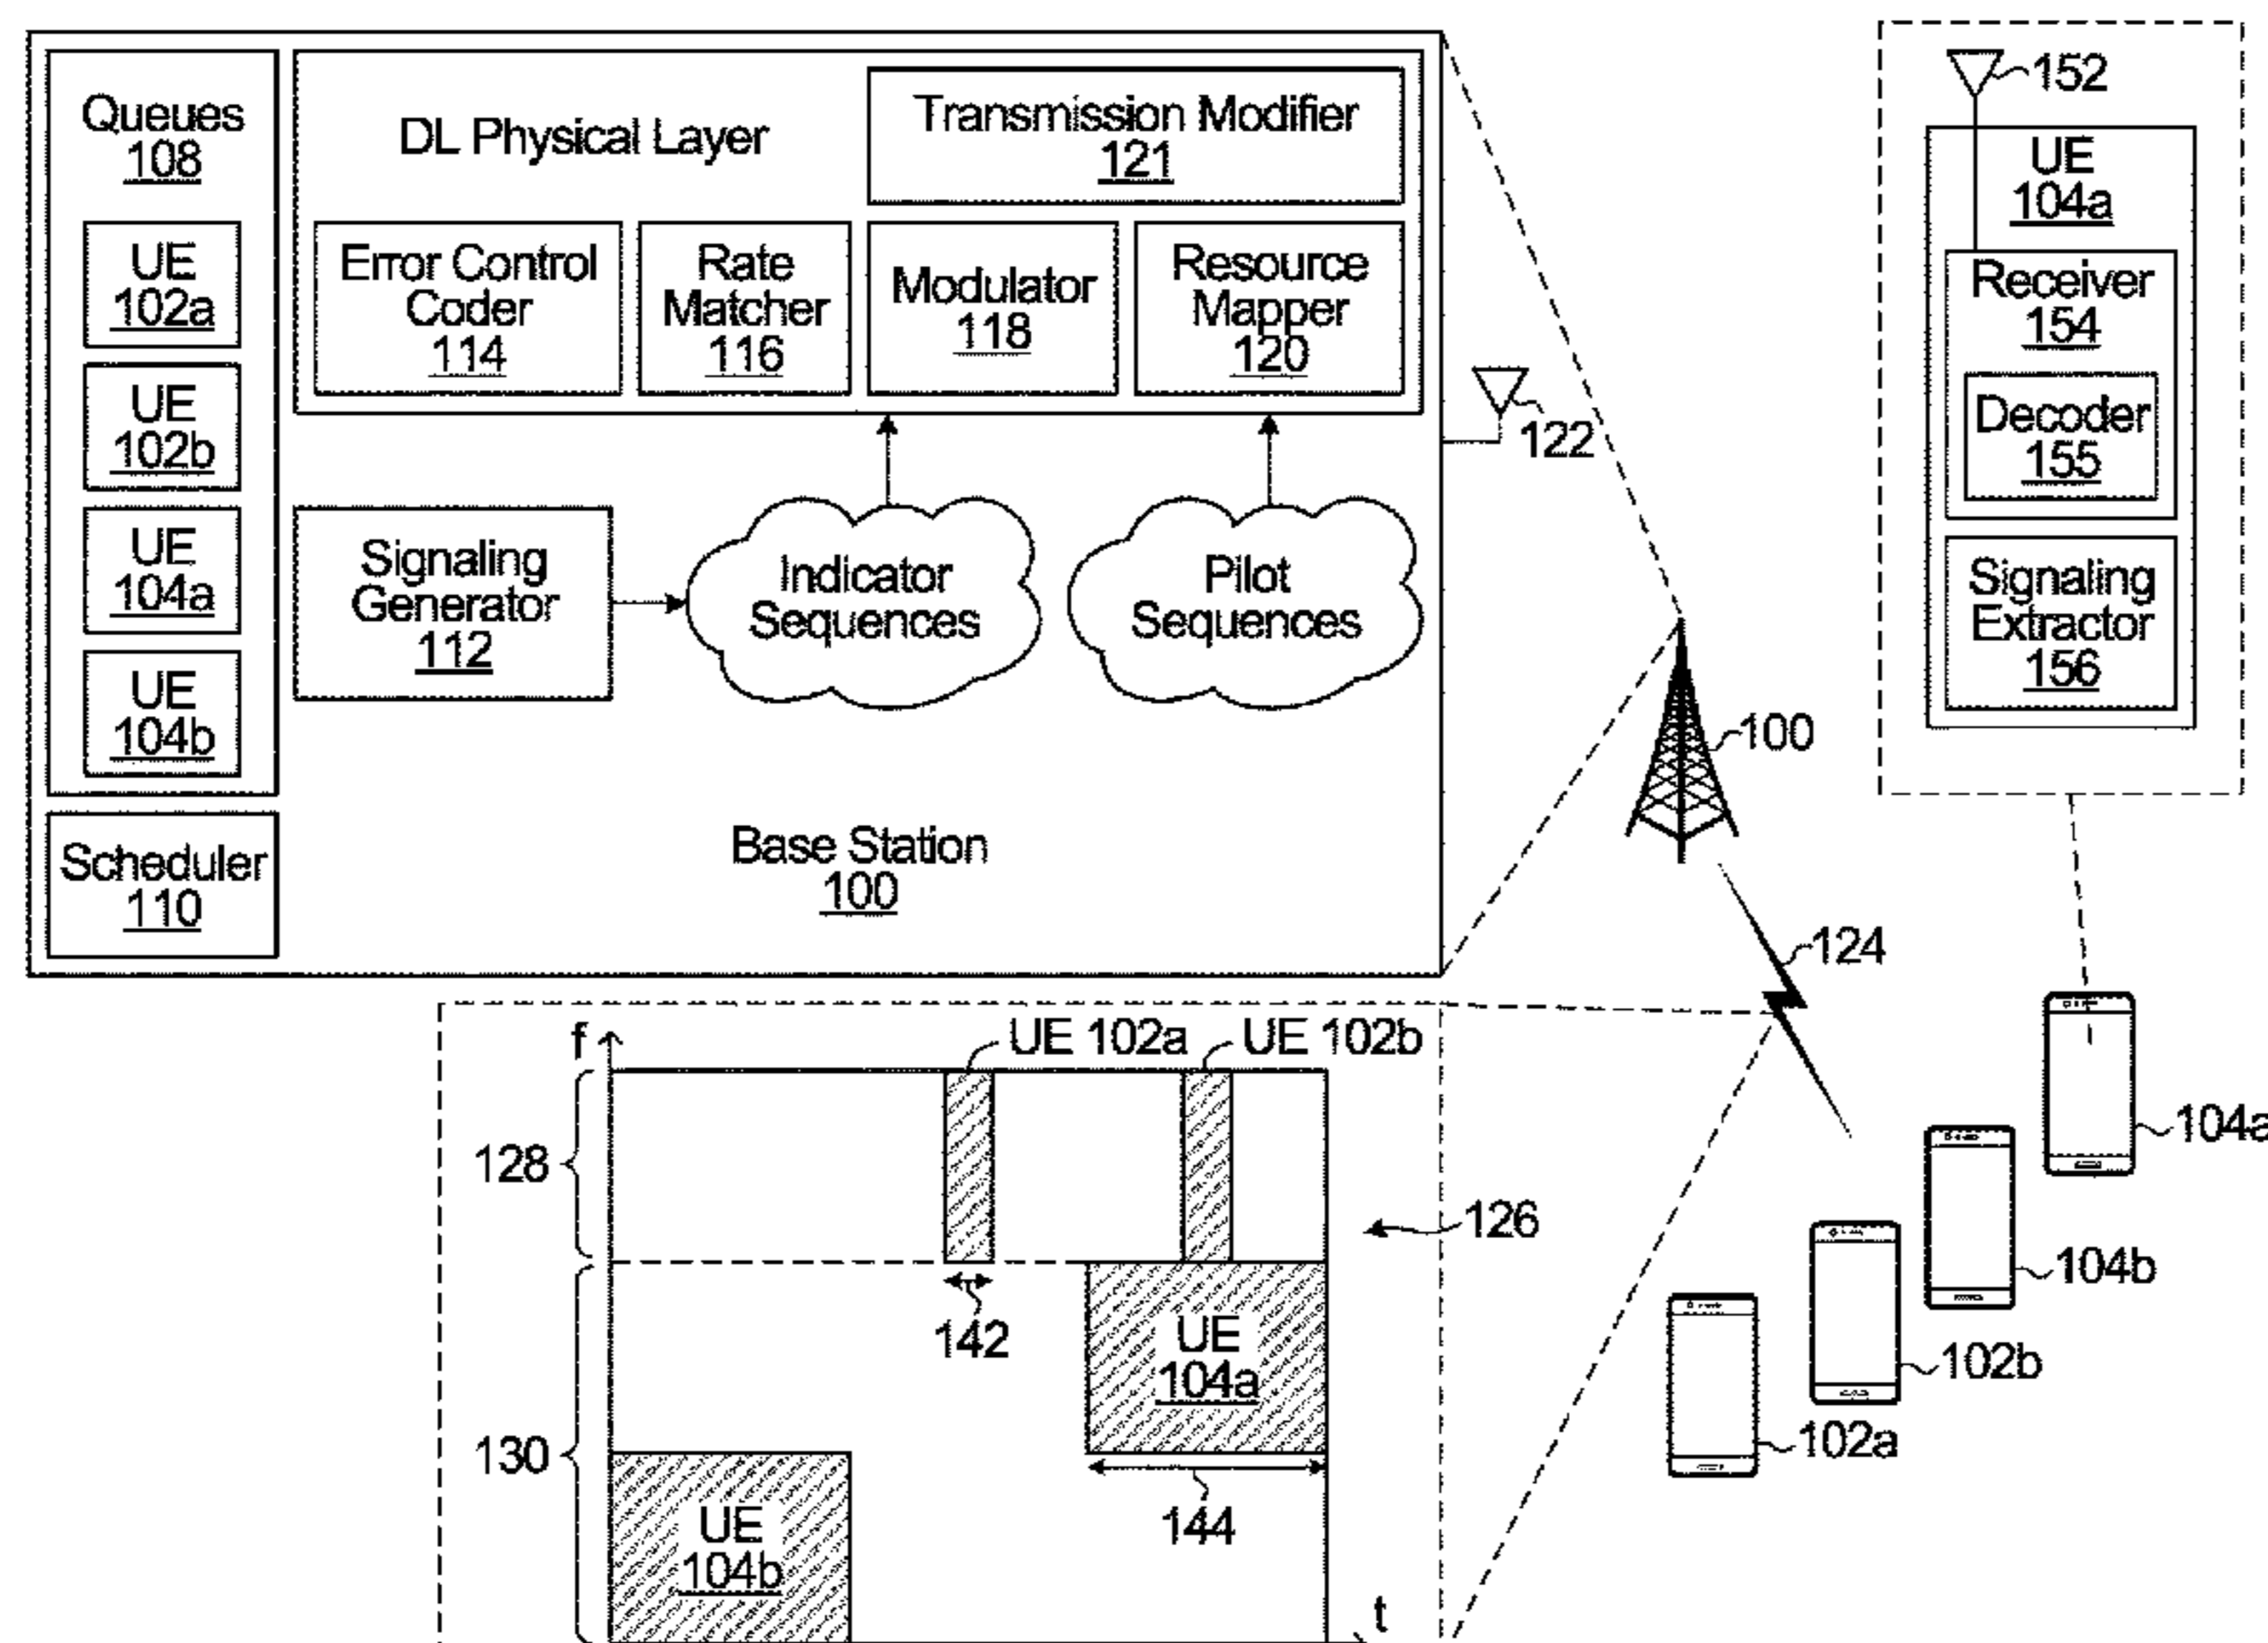 Queues
108
UE
102a
UE
102b
UE
104a
UE
104b
Scheduler
110
DL Physical Layer
Transmission Modifier
121
Error Control
Coder
114
Rate
Matcher
116
Modulator
118
Resource
Mapper
120
Signaling
Generator
112
Indicator
Sequences
Pilot
Sequences
Base Station
100
122
152
UE
104a
Receiver
154
Decoder
155
Signaling
Extractor
156
100
124
104a
104b
102b
102a
f
UE 102a
UE 102b
128
126
142
UE
104a
130
144
UE
104b
t